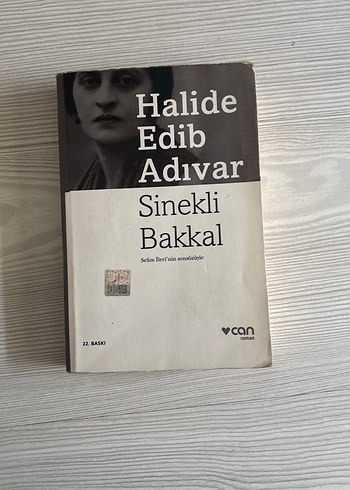 Halide
Edib
Adıvar
Sinekli
Bakkal
Selim İleri'nin sonsözüyle
22. BASKI
can
roman